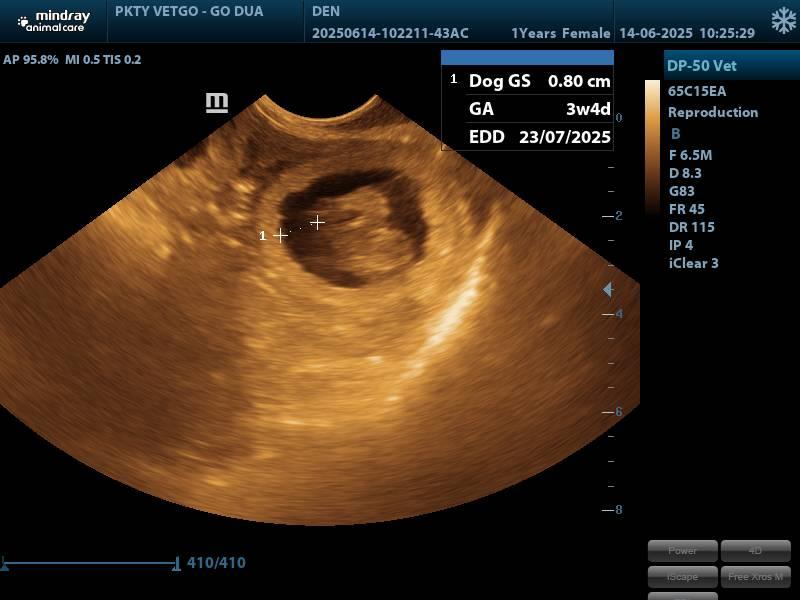 mindray
animal care
PKTY VETGO - GO DUA
DEN
20250614-102211-43AC 1Years Female
14-06-2025 10:25:29
AP 95.8% MI 0.5 TIS 0.2
m
1 Dog GS 0.80 cm
GA 3w4d
EDD 23/07/2025
DP-50 Vet
65C15EA
Reproduction
B
F 6.5M
D 8.3
G83
FR 45
DR 115
IP 4
iClear 3
0
2
4
6
8
1
410/410
Power
4D
iScape
Free Xros M